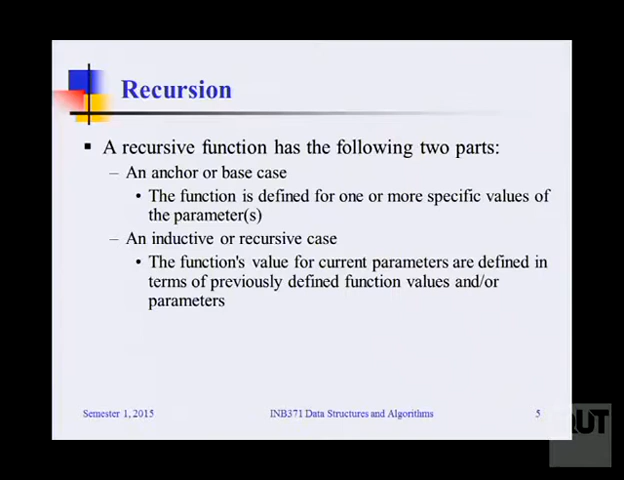 Recursion
▪ A recursive function has the following two parts:
– An anchor or base case
• The function is defined for one or more specific values of
the parameter(s)
– An inductive or recursive case
• The function's value for current parameters are defined in
terms of previously defined function values and/or
parameters
Semester 1, 2015 INB371 Data Structures and Algorithms 5
QUT